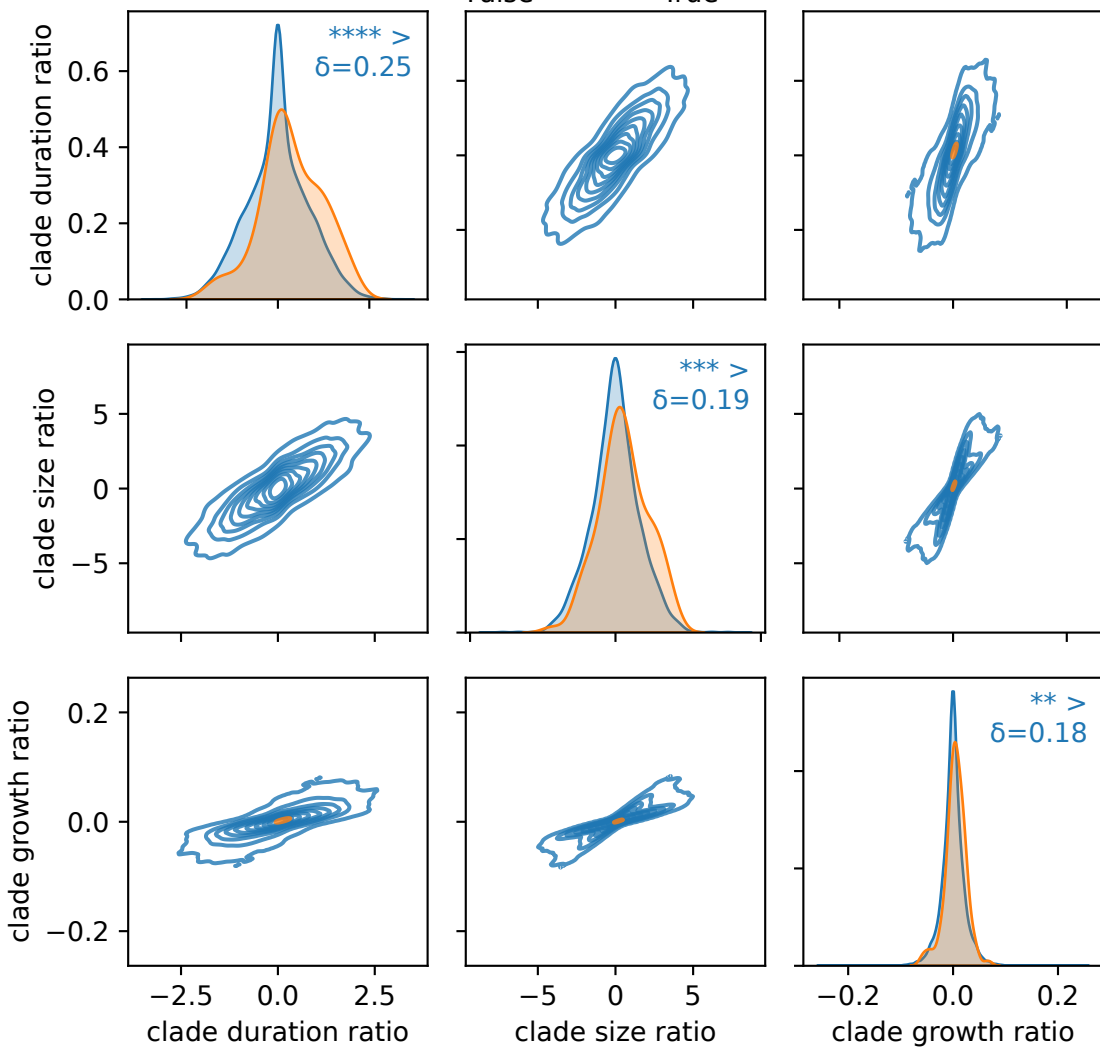 **** >
δ=0.25
clade duration ratio
0.6
0.4
0.2
0.0
*** >
δ=0.19
clade size ratio
5
0
−5
** >
δ=0.18
clade growth ratio
0.2
0.0
−0.2
−2.5 0.0 2.5
−5 0 5
−0.2 0.0 0.2
clade duration ratio
clade size ratio
clade growth ratio